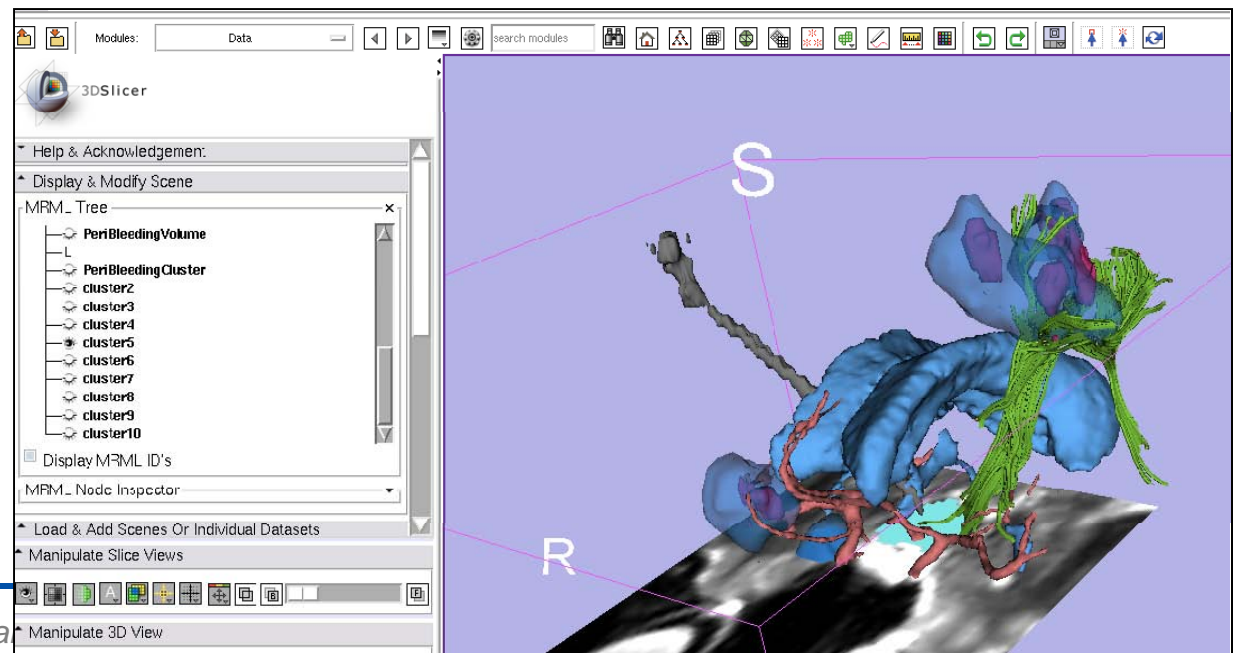 Modules: Data search modules
3DSlicer
Help & Acknowledgement
Display & Modify Scene
MRML Tree x
PeriBleedingVolume
L
PeriBleedingCluster
cluster2
cluster3
cluster4
cluster5
cluster6
cluster7
cluster8
cluster9
cluster10
Display MRML ID's
MRML Node Inspector
Load & Add Scenes Or Individual Datasets
Manipulate Slice Views
A B F
Manipulate 3D View
S
R